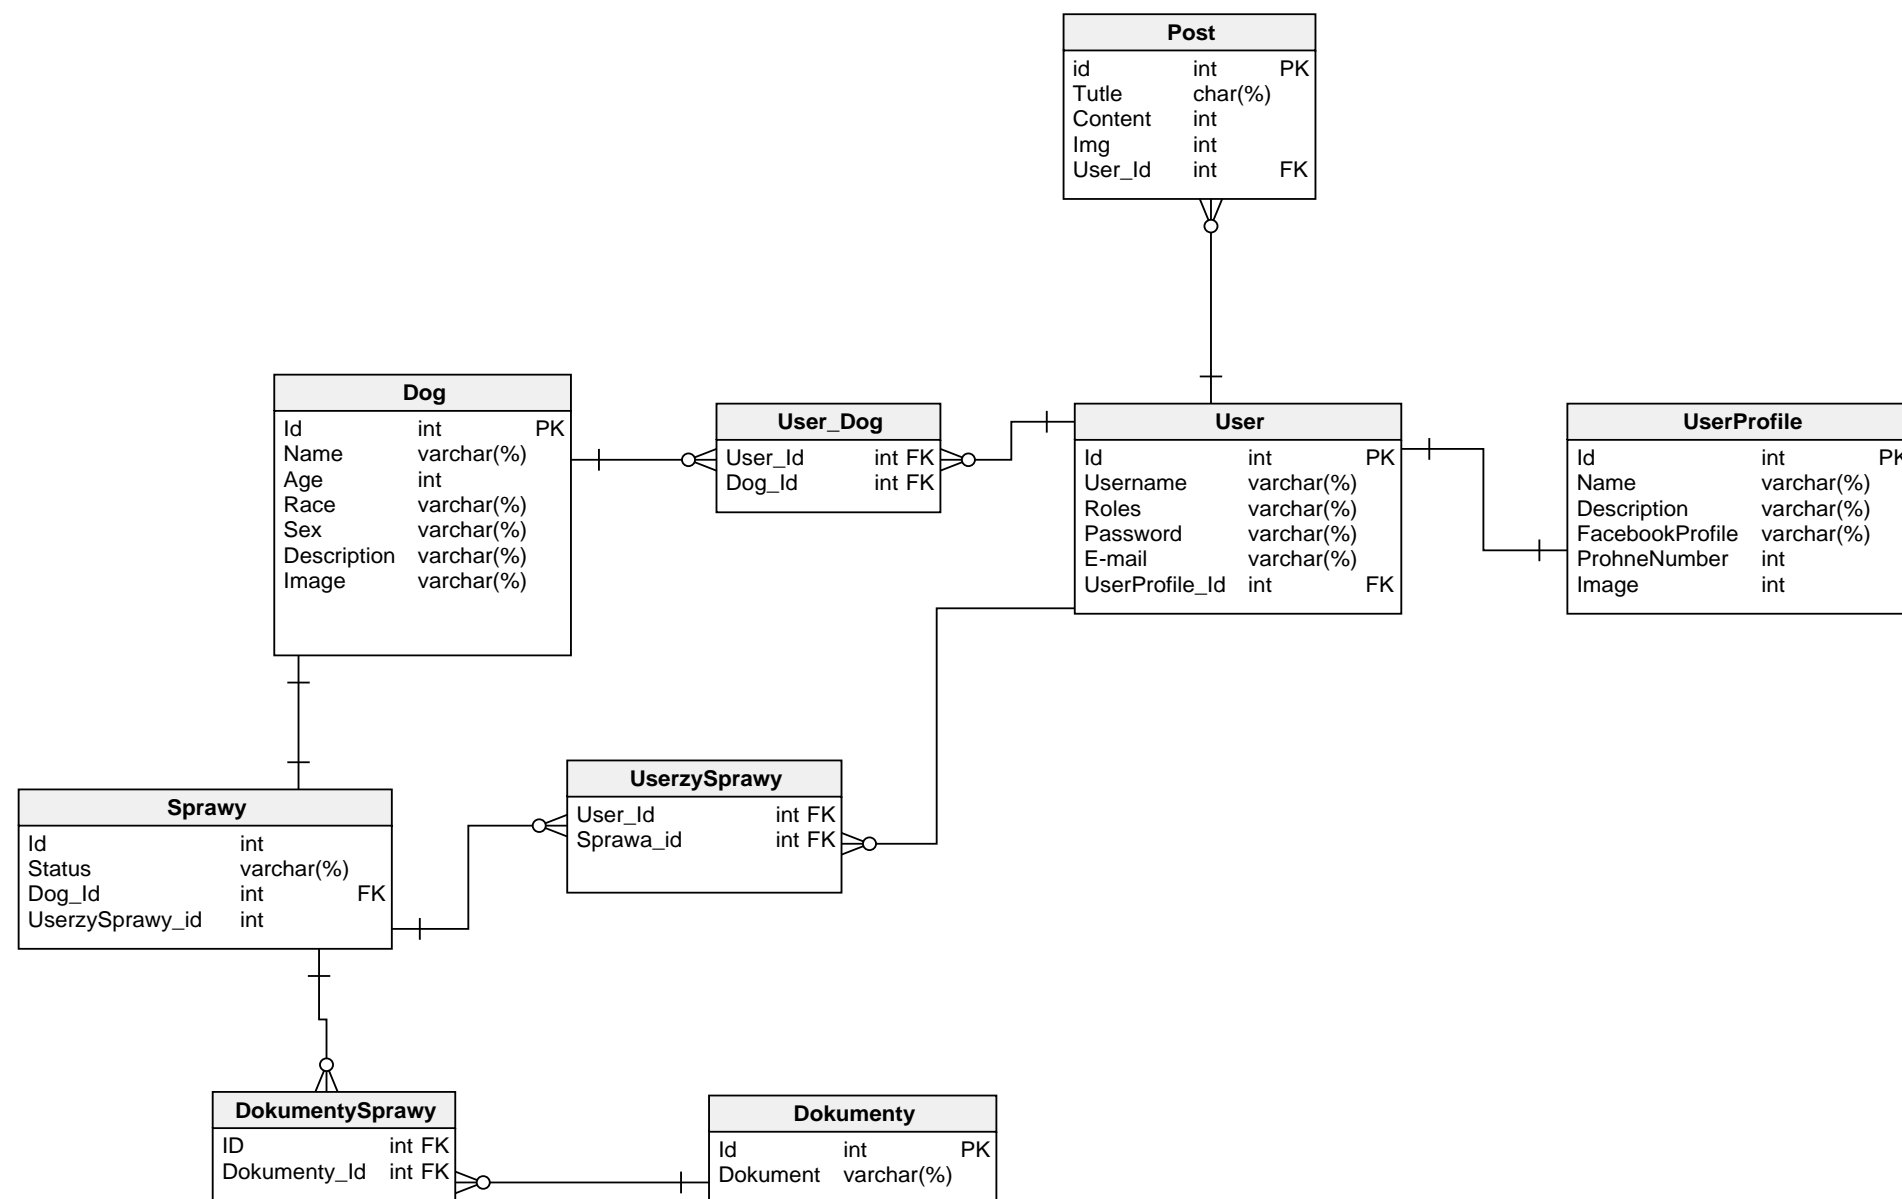 Post
id int PK
Tutle char(%)
Content int
Img int
User_Id int FK
Dog
Id int PK
Name varchar(%)
Age int
Race varchar(%)
Sex varchar(%)
Description varchar(%)
Image varchar(%)
User_Dog
User_Id int FK
Dog_Id int FK
User
Id int PK
Username varchar(%)
Roles varchar(%)
Password varchar(%)
E-mail varchar(%)
UserProfile_Id int FK
UserProfile
Id int PK
Name varchar(%)
Description varchar(%)
FacebookProfile varchar(%)
ProhneNumber int
Image int
Sprawy
Id int
Status varchar(%)
Dog_Id int FK
UserzySprawy_id int
UserzySprawy
User_Id int FK
Sprawa_id int FK
DokumentySprawy
ID int FK
Dokumenty_Id int FK
Dokumenty
Id int PK
Dokument varchar(%)